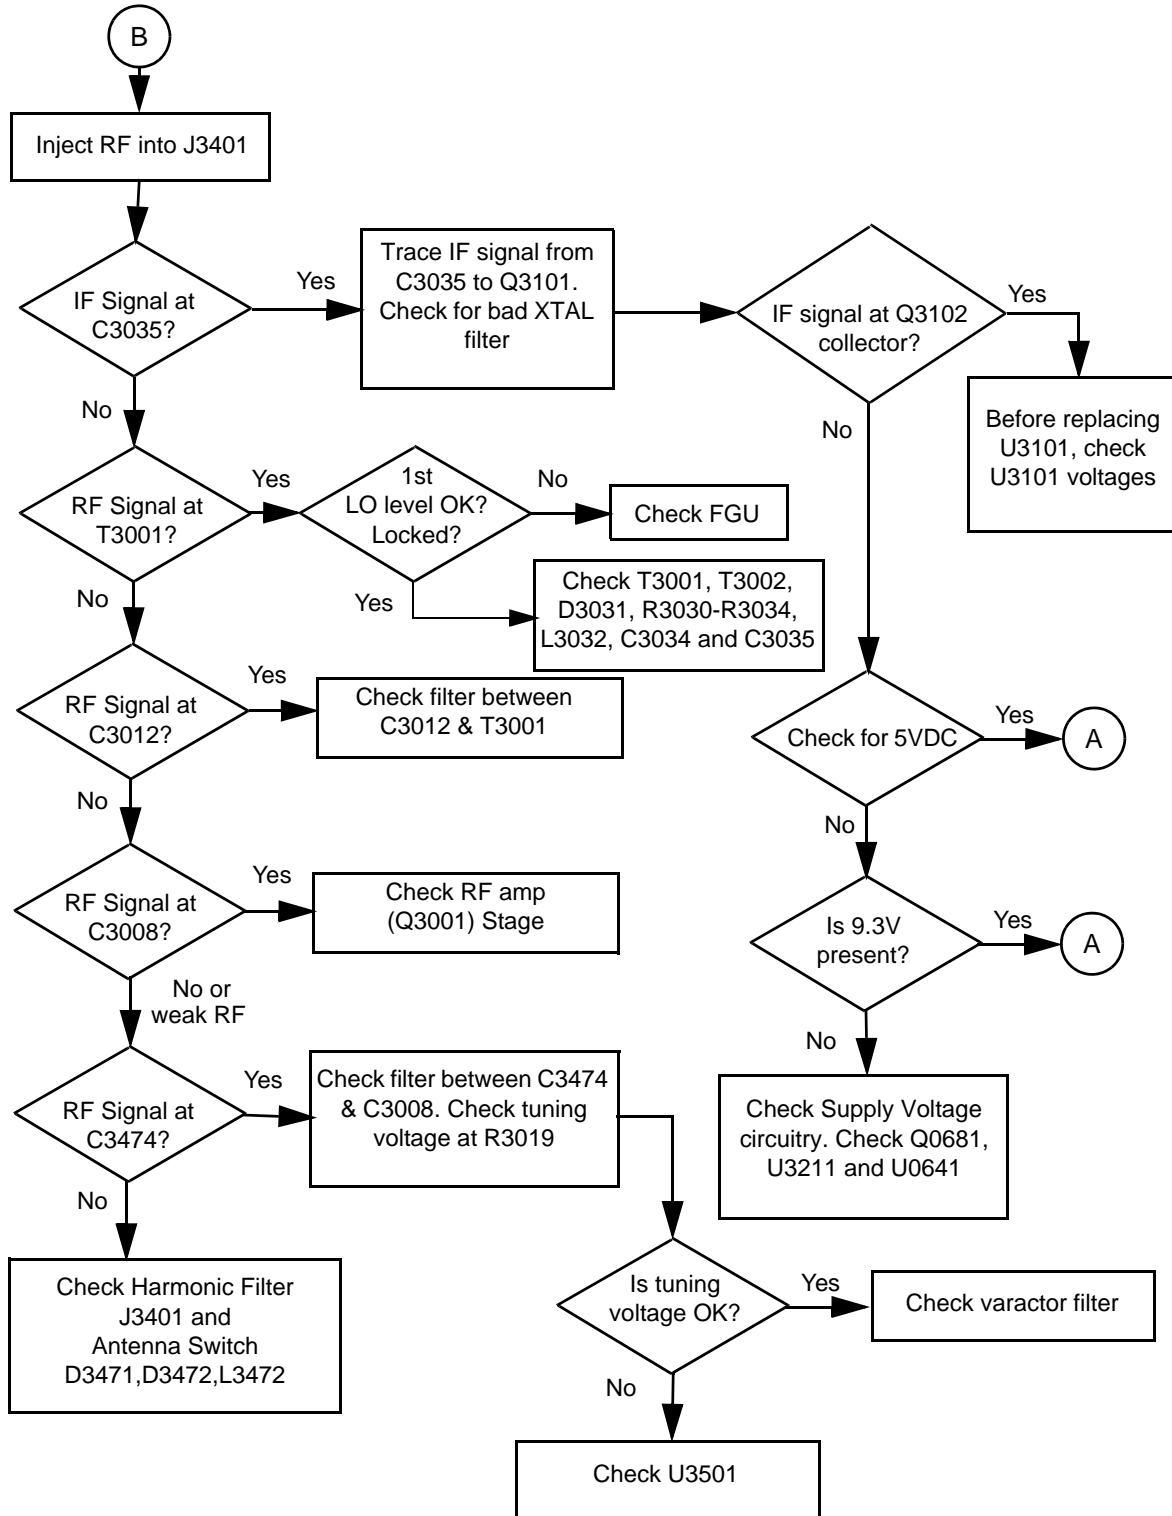 B
Inject RF into J3401
IF Signal at
C3035?
Yes
Trace IF signal from
C3035 to Q3101.
Check for bad XTAL
filter
IF signal at Q3102
collector?
Yes
Before replacing
U3101, check
U3101 voltages
No
No
RF Signal at
T3001?
Yes
1st
LO level OK?
Locked?
No
Check FGU
Yes
Check T3001, T3002,
D3031, R3030-R3034,
L3032, C3034 and C3035
No
RF Signal at
C3012?
Yes
Check filter between
C3012 & T3001
Check for 5VDC
Yes
A
No
No
RF Signal at
C3008?
Yes
Check RF amp
(Q3001) Stage
Is 9.3V
present?
Yes
A
No or
weak RF
No
RF Signal at
C3474?
Yes
Check filter between C3474
& C3008. Check tuning
voltage at R3019
Check Supply Voltage
circuitry. Check Q0681,
U3211 and U0641
No
Check Harmonic Filter
J3401 and
Antenna Switch
D3471,D3472,L3472
Is tuning
voltage OK?
Yes
Check varactor filter
No
Check U3501